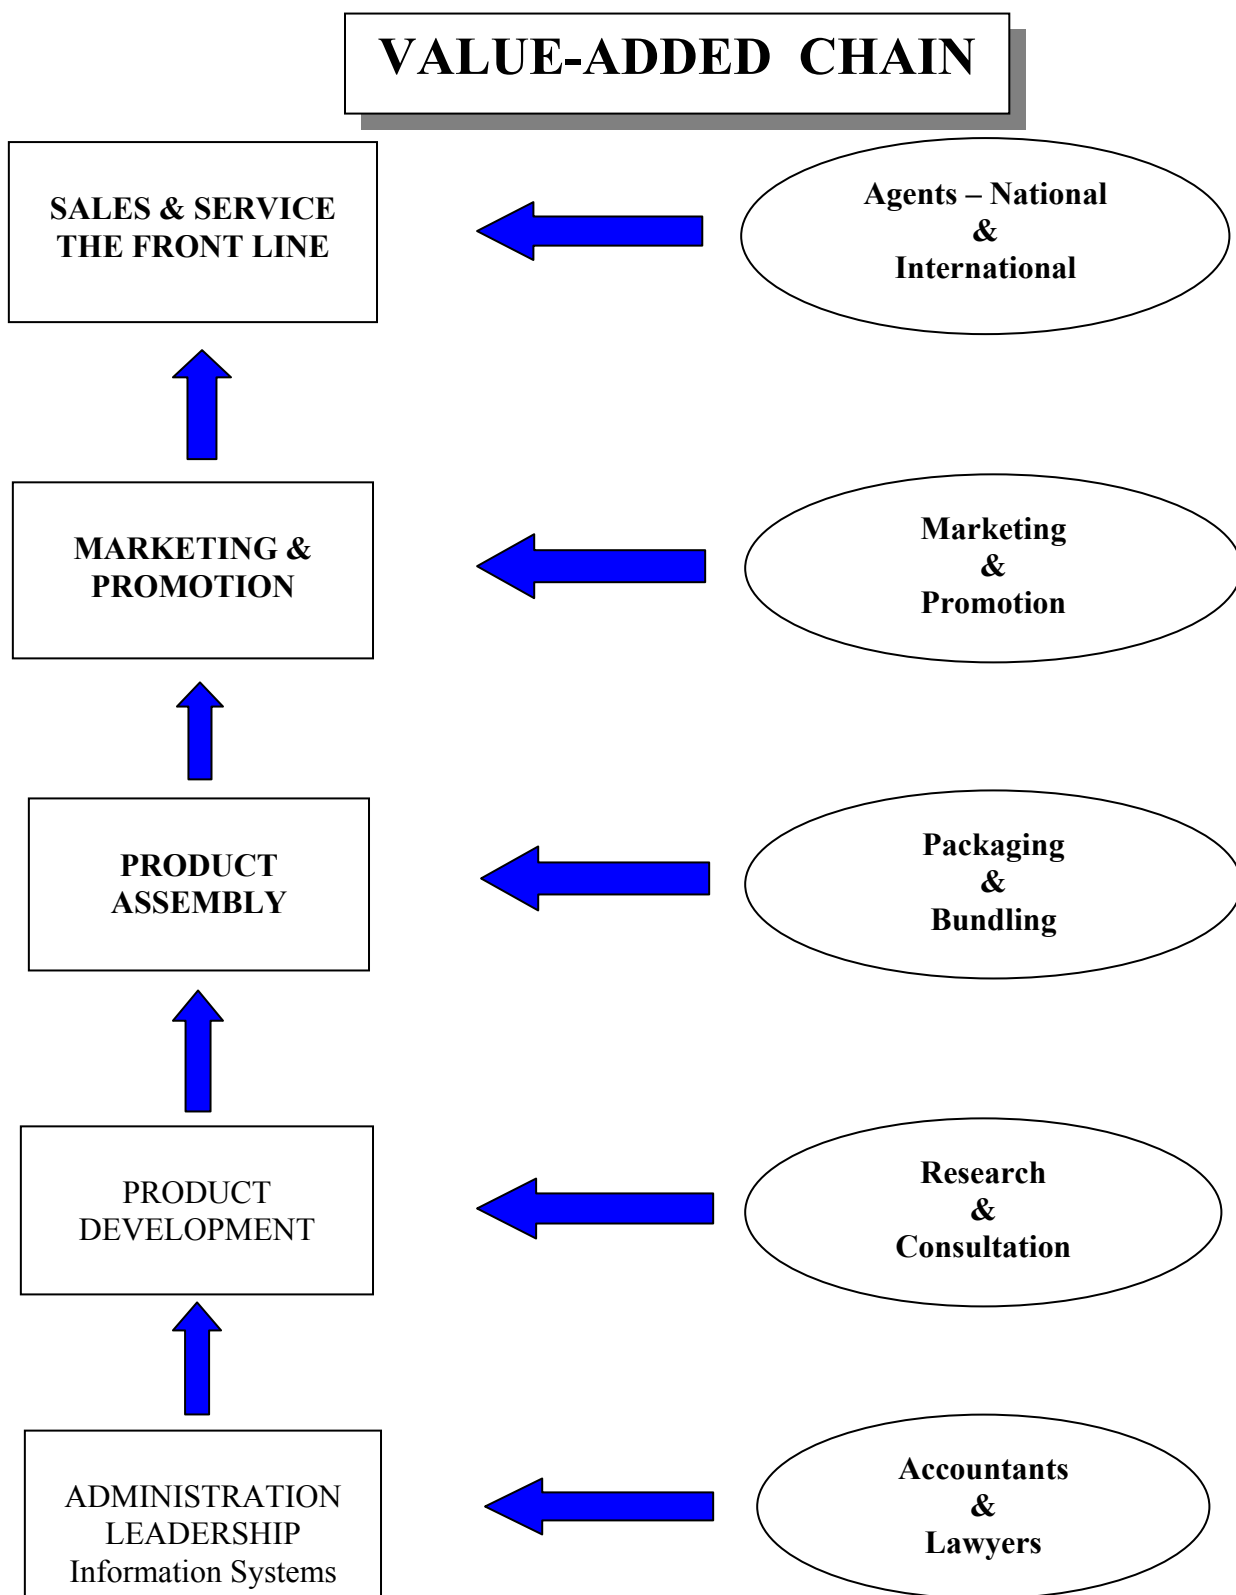 VALUE-ADDED CHAIN
SALES & SERVICE
THE FRONT LINE
Agents – National
&
International
MARKETING &
PROMOTION
Marketing
&
Promotion
PRODUCT
ASSEMBLY
Packaging
&
Bundling
PRODUCT
DEVELOPMENT
Research
&
Consultation
ADMINISTRATION
LEADERSHIP
Information Systems
Accountants
&
Lawyers